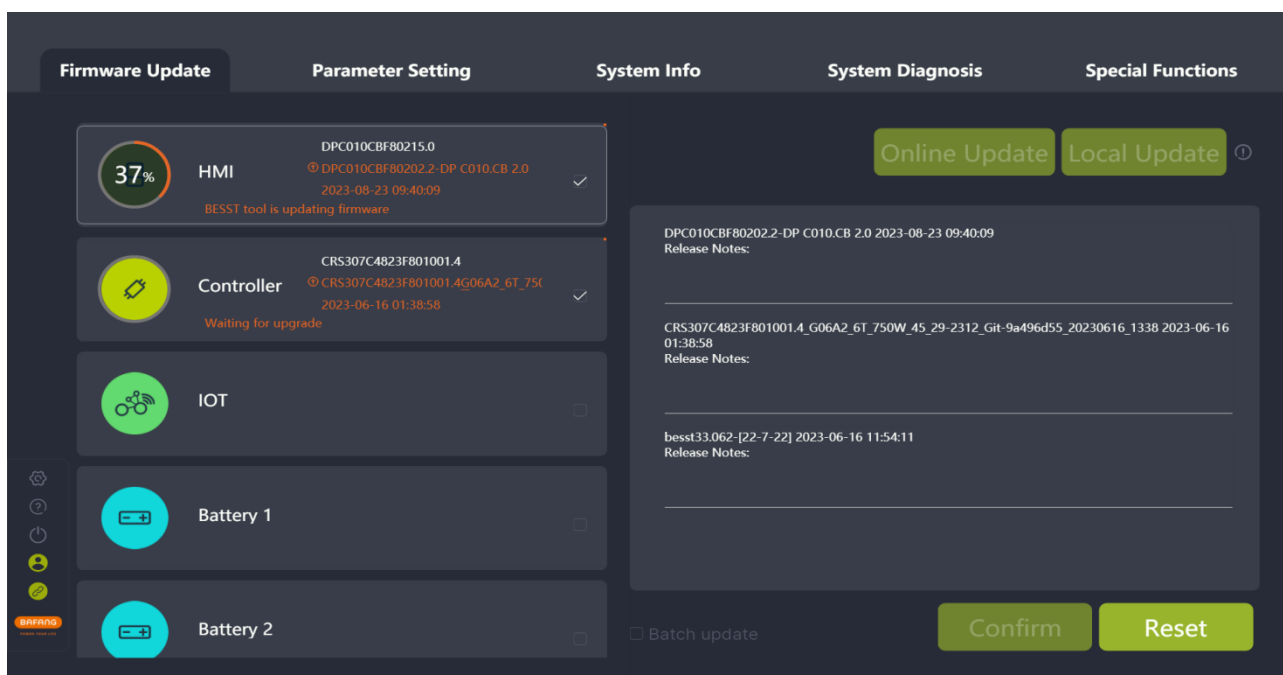 Firmware Update
Parameter Setting
System Info
System Diagnosis
Special Functions
37%
HMI
DPC010CBF80215.0
DPC010CBF80202.2-DP C010.CB 2.0
2023-08-23 09:40:09
BESST tool is updating firmware
Controller
CRS307C4823F801001.4
CRS307C4823F801001.4G06A2_6T_750
2023-06-16 01:38:58
Waiting for upgrade
IOT
Battery 1
Battery 2
Online Update
Local Update
DPC010CBF80202.2-DP C010.CB 2.0 2023-08-23 09:40:09
Release Notes:
CRS307C4823F801001.4_G06A2_6T_750W_45_29-2312_Git-9a496d55_20230616_1338 2023-06-16
01:38:58
Release Notes:
besst33.062-[22-7-22] 2023-06-16 11:54:11
Release Notes:
Batch update
Confirm
Reset
BAFANG